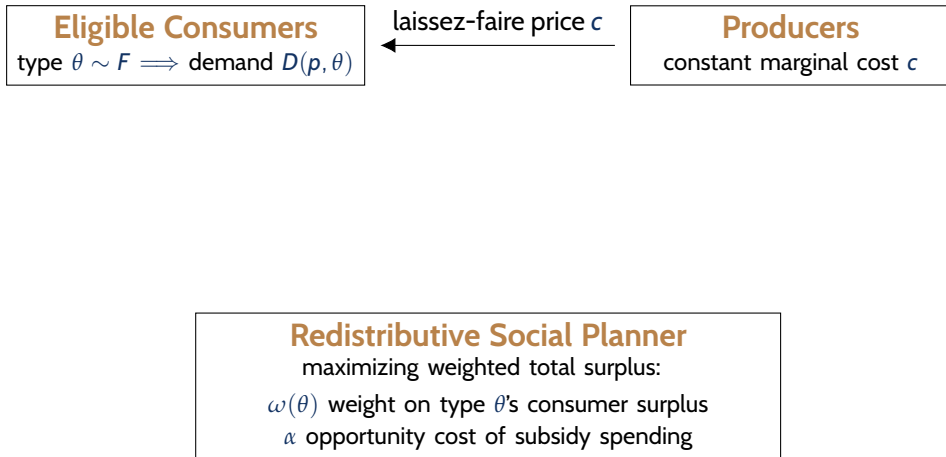 Eligible Consumers
type θ ∼ F ⟹ demand D(p, θ)
laissez-faire price c
Producers
constant marginal cost c
Redistributive Social Planner
maximizing weighted total surplus:
ω(θ) weight on type θ's consumer surplus
α opportunity cost of subsidy spending